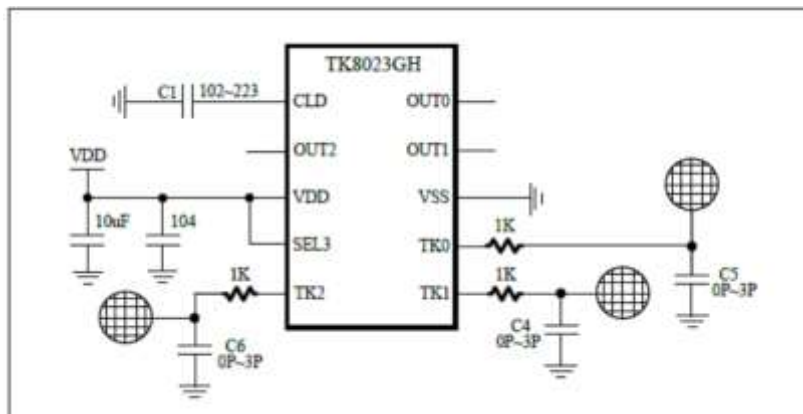 TK8023GH
C1
102~223
CLD
OUT0
OUT2
OUT1
VDD
VDD
VSS
10uF
104
1K
SEL3
TK0
1K
1K
TK2
TK1
C5
0P~3P
C6
0P~3P
C4
0P~3P